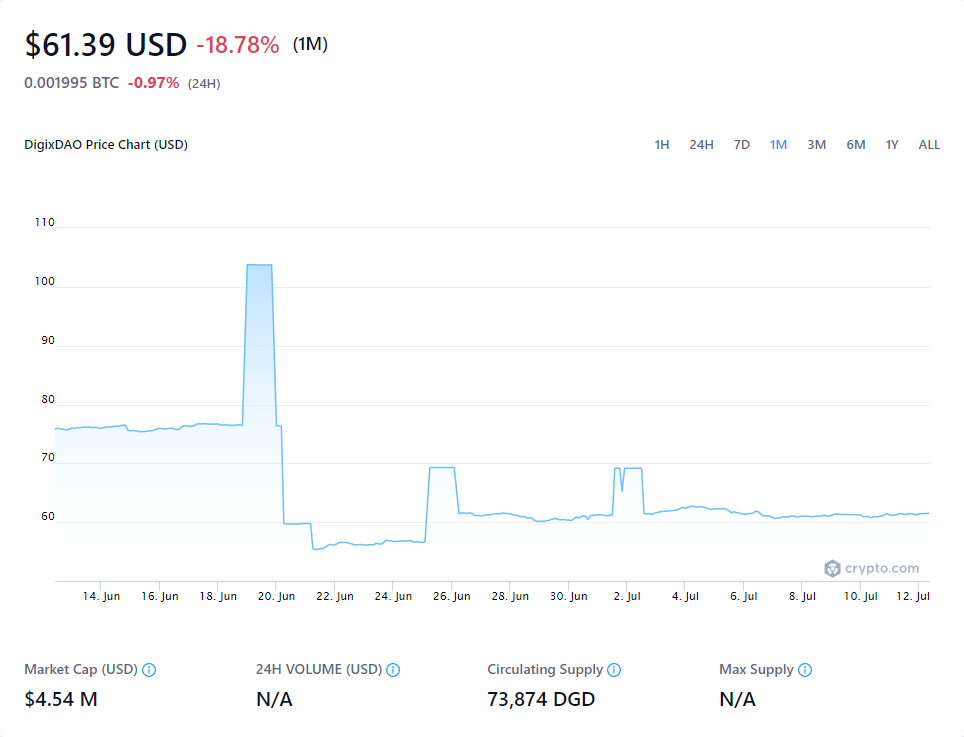 $61.39 USD -18.78% (1M)
0.001995 BTC -0.97% (24H)
DigixDAO Price Chart (USD) 1H 24H 7D 1M 3M 6M 1Y ALL
110
100
90
80
70
60
crypto.com
14. Jun 16. Jun 18. Jun 20. Jun 22. Jun 24. Jun 26. Jun 28. Jun 30. Jun 2. Jul 4. Jul 6. Jul 8. Jul 10. Jul 12. Jul
Market Cap (USD) 24H VOLUME (USD) Circulating Supply Max Supply
$4.54 M N/A 73,874 DGD N/A